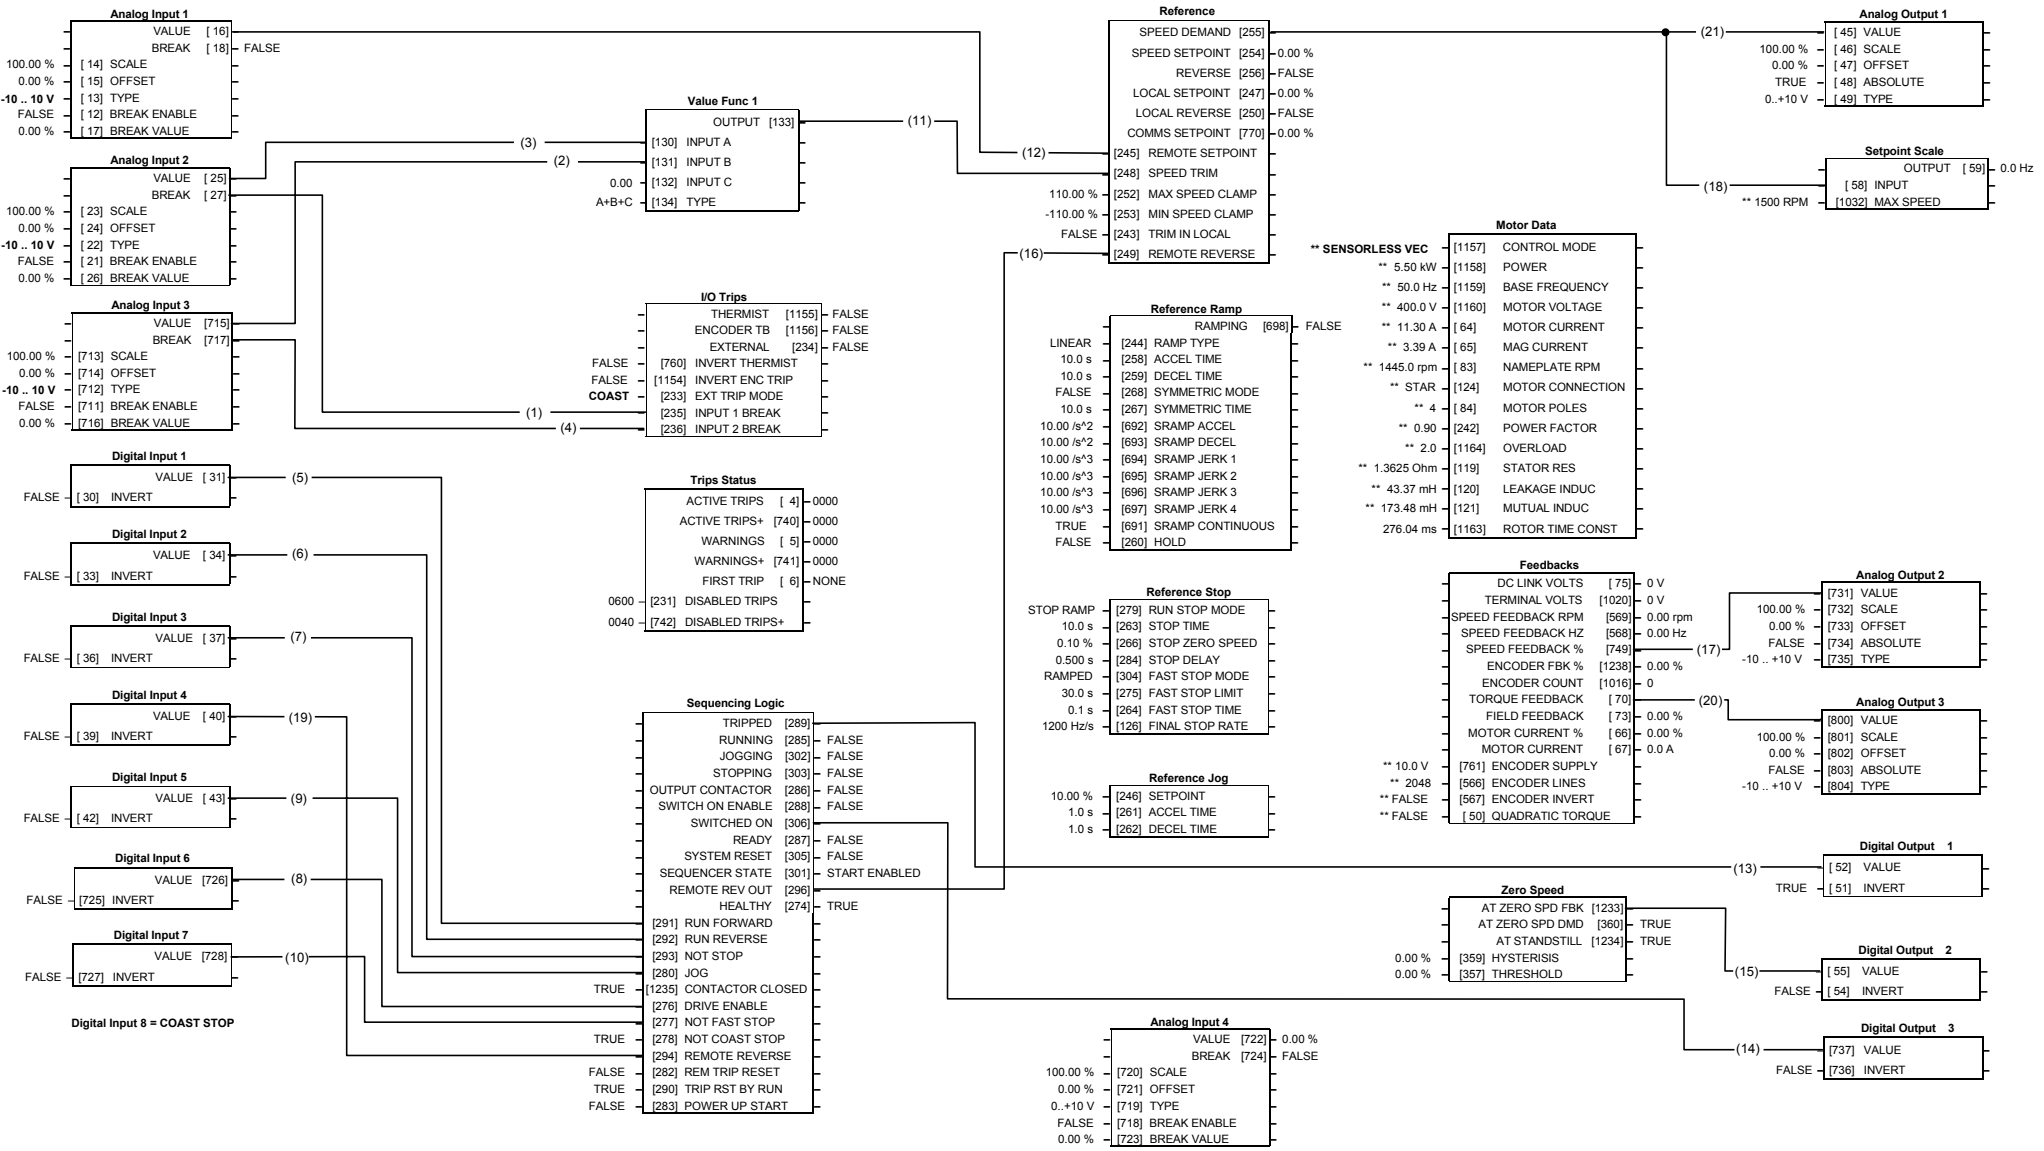 Analog Input 1
VALUE [ 16]
BREAK [ 18] FALSE
100.00 % [ 14] SCALE
0.00 % [ 15] OFFSET
-10 .. 10 V [ 13] TYPE
FALSE [ 12] BREAK ENABLE
0.00 % [ 17] BREAK VALUE
Analog Input 2
VALUE [ 25]
BREAK [ 27]
100.00 % [ 23] SCALE
0.00 % [ 24] OFFSET
-10 .. 10 V [ 22] TYPE
FALSE [ 21] BREAK ENABLE
0.00 % [ 26] BREAK VALUE
Analog Input 3
VALUE [715]
BREAK [717]
100.00 % [713] SCALE
0.00 % [714] OFFSET
-10 .. 10 V [712] TYPE
FALSE [711] BREAK ENABLE
0.00 % [716] BREAK VALUE
Digital Input 1
VALUE [ 31]
(5)
FALSE [ 30] INVERT
Digital Input 2
VALUE [ 34]
(6)
FALSE [ 33] INVERT
Digital Input 3
VALUE [ 37]
(7)
FALSE [ 36] INVERT
Digital Input 4
VALUE [ 40]
(19)
FALSE [ 39] INVERT
Digital Input 5
VALUE [ 43]
(9)
FALSE [ 42] INVERT
Digital Input 6
VALUE [726]
(8)
FALSE [725] INVERT
Digital Input 7
VALUE [728]
(10)
FALSE [727] INVERT
Digital Input 8 = COAST STOP
(3)
(2)
(1)
(4)
Value Func 1
OUTPUT [133]
(11)
[130] INPUT A
[131] INPUT B
0.00 [132] INPUT C
A+B+C [134] TYPE
I/O Trips
THERMIST [1155] FALSE
ENCODER TB [1156] FALSE
EXTERNAL [234] FALSE
FALSE [760] INVERT THERMIST
FALSE [1154] INVERT ENC TRIP
COAST [233] EXT TRIP MODE
[235] INPUT 1 BREAK
[236] INPUT 2 BREAK
Trips Status
ACTIVE TRIPS [ 4] 0000
ACTIVE TRIPS+ [740] 0000
WARNINGS [ 5] 0000
WARNINGS+ [741] 0000
FIRST TRIP [ 6] NONE
0600 [231] DISABLED TRIPS
0040 [742] DISABLED TRIPS+
Sequencing Logic
TRIPPED [289]
RUNNING [285] FALSE
JOGGING [302] FALSE
STOPPING [303] FALSE
OUTPUT CONTACTOR [286] FALSE
SWITCH ON ENABLE [288] FALSE
SWITCHED ON [306]
READY [287] FALSE
SYSTEM RESET [305] FALSE
SEQUENCER STATE [301] START ENABLED
REMOTE REV OUT [296]
HEALTHY [274] TRUE
[291] RUN FORWARD
[292] RUN REVERSE
[293] NOT STOP
[280] JOG
TRUE [1235] CONTACTOR CLOSED
[276] DRIVE ENABLE
[277] NOT FAST STOP
TRUE [278] NOT COAST STOP
[294] REMOTE REVERSE
FALSE [282] REM TRIP RESET
TRUE [290] TRIP RST BY RUN
FALSE [283] POWER UP START
Reference
SPEED DEMAND [255]
SPEED SETPOINT [254] 0.00 %
REVERSE [256] FALSE
LOCAL SETPOINT [247] 0.00 %
LOCAL REVERSE [250] FALSE
COMMS SETPOINT [770] 0.00 %
(12) [245] REMOTE SETPOINT
[248] SPEED TRIM
110.00 % [252] MAX SPEED CLAMP
-110.00 % [253] MIN SPEED CLAMP
FALSE [243] TRIM IN LOCAL
(16) [249] REMOTE REVERSE
Reference Ramp
RAMPING [698] FALSE
LINEAR [244] RAMP TYPE
10.0 s [258] ACCEL TIME
10.0 s [259] DECEL TIME
FALSE [268] SYMMETRIC MODE
10.0 s [267] SYMMETRIC TIME
10.00 /s^2 [692] SRAMP ACCEL
10.00 /s^2 [693] SRAMP DECEL
10.00 /s^3 [694] SRAMP JERK 1
10.00 /s^3 [695] SRAMP JERK 2
10.00 /s^3 [696] SRAMP JERK 3
10.00 /s^3 [697] SRAMP JERK 4
TRUE [691] SRAMP CONTINUOUS
FALSE [260] HOLD
Reference Stop
STOP RAMP [279] RUN STOP MODE
10.0 s [263] STOP TIME
0.10 % [266] STOP ZERO SPEED
0.500 s [284] STOP DELAY
RAMPED [304] FAST STOP MODE
30.0 s [275] FAST STOP LIMIT
0.1 s [264] FAST STOP TIME
1200 Hz/s [126] FINAL STOP RATE
Reference Jog
10.00 % [246] SETPOINT
1.0 s [261] ACCEL TIME
1.0 s [262] DECEL TIME
Analog Input 4
VALUE [722] 0.00 %
BREAK [724] FALSE
100.00 % [720] SCALE
0.00 % [721] OFFSET
0..+10 V [719] TYPE
FALSE [718] BREAK ENABLE
0.00 % [723] BREAK VALUE
Analog Output 1
(21) [ 45] VALUE
100.00 % [ 46] SCALE
0.00 % [ 47] OFFSET
TRUE [ 48] ABSOLUTE
0..+10 V [ 49] TYPE
Setpoint Scale
OUTPUT [ 59] 0.0 Hz
(18) [ 58] INPUT
** 1500 RPM [1032] MAX SPEED
Motor Data
** SENSORLESS VEC [1157] CONTROL MODE
** 5.50 kW [1158] POWER
** 50.0 Hz [1159] BASE FREQUENCY
** 400.0 V [1160] MOTOR VOLTAGE
** 11.30 A [ 64] MOTOR CURRENT
** 3.39 A [ 65] MAG CURRENT
** 1445.0 rpm [ 83] NAMEPLATE RPM
** STAR [124] MOTOR CONNECTION
** 4 [ 84] MOTOR POLES
** 0.90 [242] POWER FACTOR
** 2.0 [1164] OVERLOAD
** 1.3625 Ohm [119] STATOR RES
** 43.37 mH [120] LEAKAGE INDUC
** 173.48 mH [121] MUTUAL INDUC
276.04 ms [1163] ROTOR TIME CONST
Feedbacks
DC LINK VOLTS [ 75] 0 V
TERMINAL VOLTS [1020] 0 V
SPEED FEEDBACK RPM [569] 0.00 rpm
SPEED FEEDBACK HZ [568] 0.00 Hz
SPEED FEEDBACK % [749] (17)
ENCODER FBK % [1238] 0.00 %
ENCODER COUNT [1016] 0
TORQUE FEEDBACK [ 70] (20)
FIELD FEEDBACK [ 73] 0.00 %
MOTOR CURRENT % [ 66] 0.00 %
MOTOR CURRENT [ 67] 0.0 A
** 10.0 V [761] ENCODER SUPPLY
** 2048 [566] ENCODER LINES
** FALSE [567] ENCODER INVERT
** FALSE [ 50] QUADRATIC TORQUE
Analog Output 2
[731] VALUE
100.00 % [732] SCALE
0.00 % [733] OFFSET
FALSE [734] ABSOLUTE
-10 .. +10 V [735] TYPE
Analog Output 3
[800] VALUE
100.00 % [801] SCALE
0.00 % [802] OFFSET
FALSE [803] ABSOLUTE
-10 .. +10 V [804] TYPE
Digital Output 1
(13) [ 52] VALUE
TRUE [ 51] INVERT
Zero Speed
AT ZERO SPD FBK [1233]
AT ZERO SPD DMD [360] TRUE
AT STANDSTILL [1234] TRUE
0.00 % [359] HYSTERISIS
0.00 % [357] THRESHOLD
Digital Output 2
(15) [ 55] VALUE
FALSE [ 54] INVERT
Digital Output 3
(14) [737] VALUE
FALSE [736] INVERT